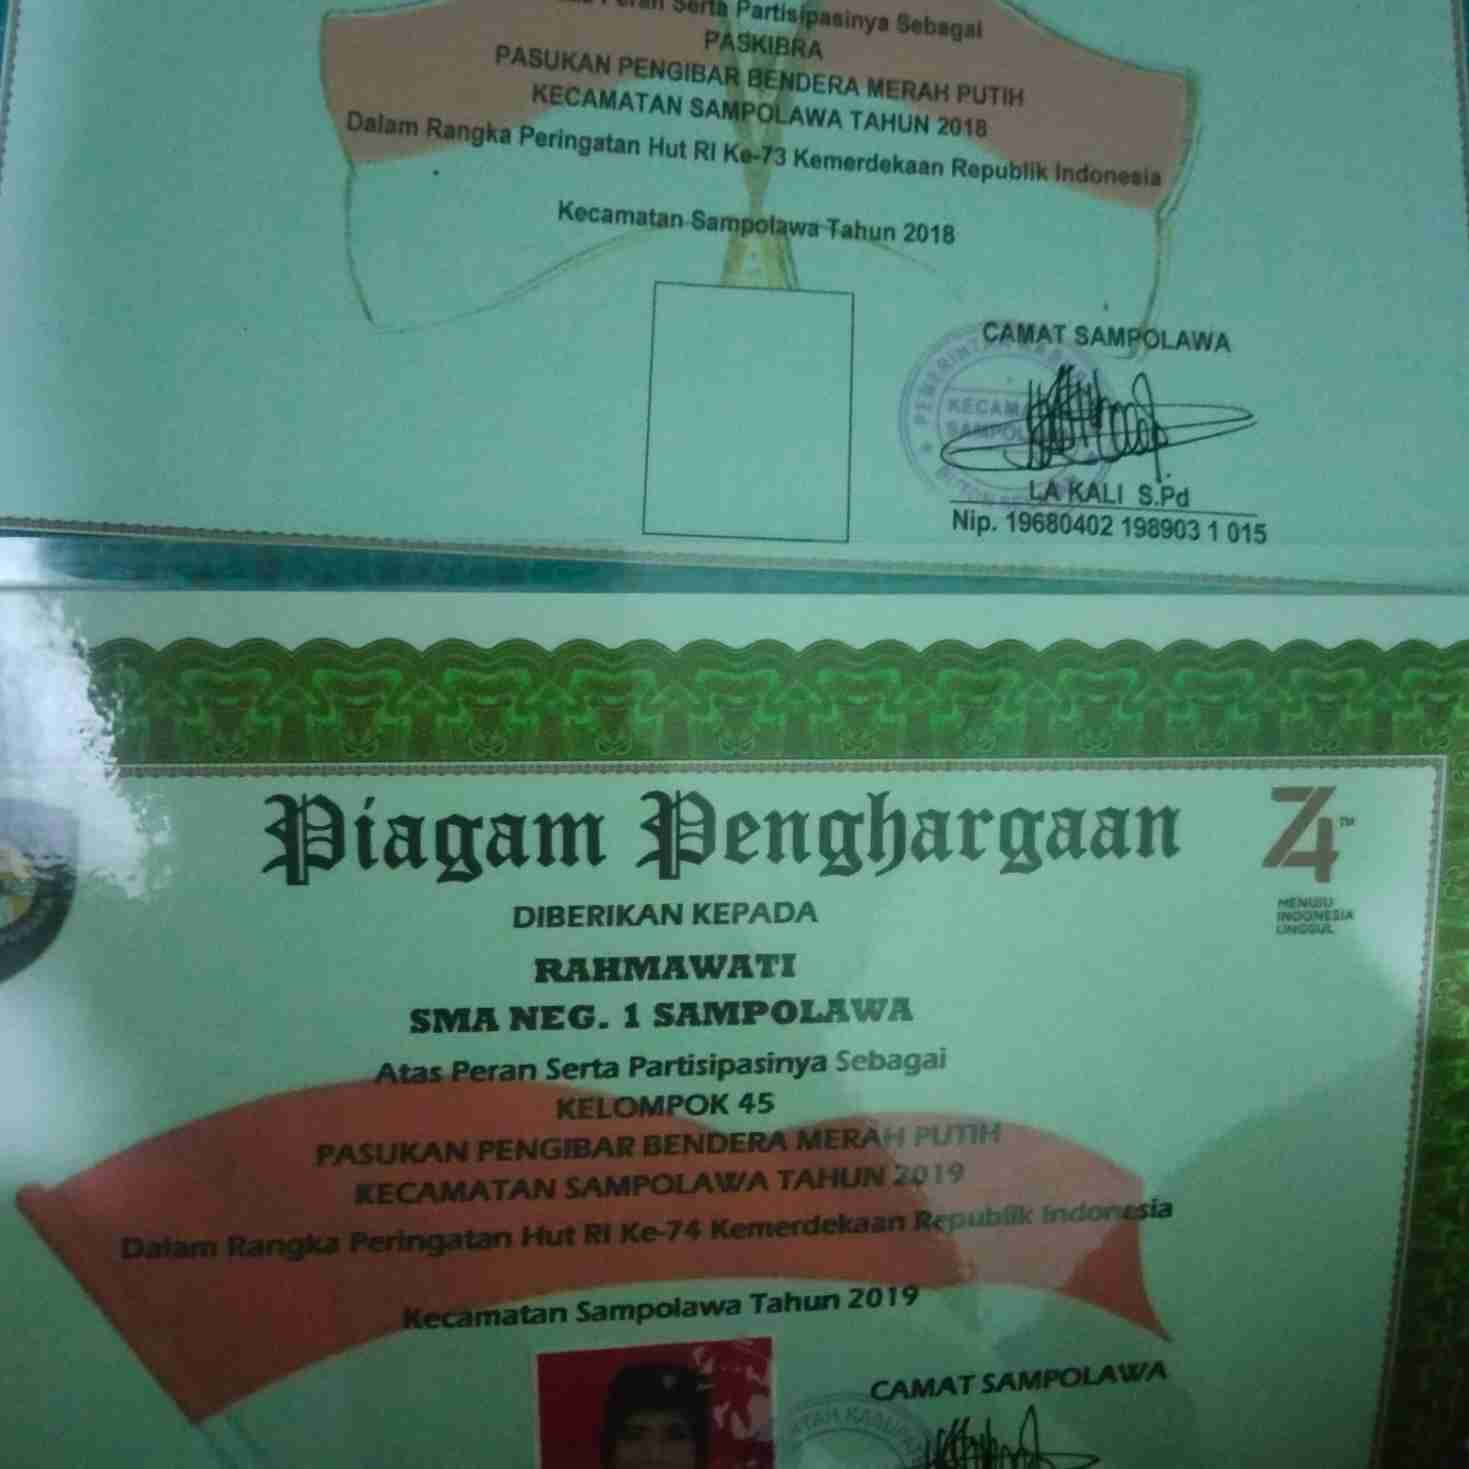 Peran Serta Partisipasinya Sebagai
PASKIBRA
PASUKAN PENGIBAR BENDERA MERAH PUTIH
KECAMATAN SAMPOLAWA TAHUN 2018
Dalam Rangka Peringatan Hut RI Ke-73 Kemerdekaan Republik Indonesia
Kecamatan Sampolawa Tahun 2018
CAMAT SAMPOLAWA
LA KALI S.Pd
Nip. 19680402 198903 1 015
Piagam Penghargaan
74 TM
MENUJU
INDONESIA
UNGGUL
DIBERIKAN KEPADA
RAHMAWATI
SMA NEG. 1 SAMPOLAWA
Atas Peran Serta Partisipasinya Sebagai
KELOMPOK 45
PASUKAN PENGIBAR BENDERA MERAH PUTIH
KECAMATAN SAMPOLAWA TAHUN 2019
Dalam Rangka Peringatan Hut RI Ke-74 Kemerdekaan Republik Indonesia
Kecamatan Sampolawa Tahun 2019
CAMAT SAMPOLAWA